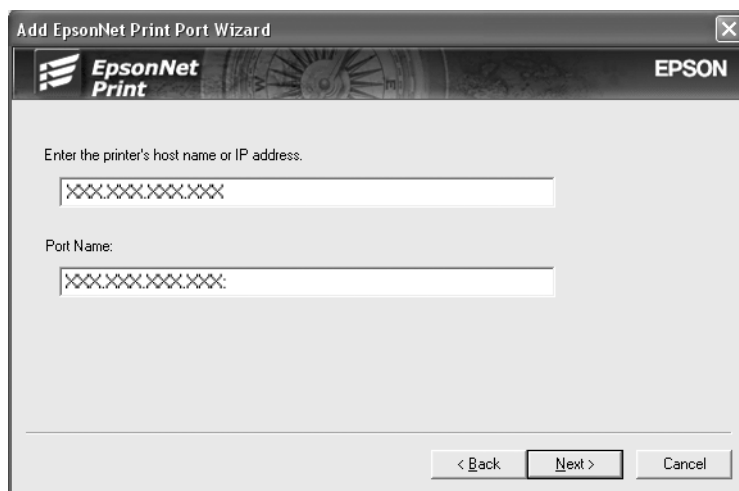 Add EpsonNet Print Port Wizard
EpsonNet
Print
EPSON
Enter the printer's host name or IP address.
XXX.XXX.XXX.XXX
Port Name:
XXX.XXX.XXX.XXX:
< Back
Next >
Cancel